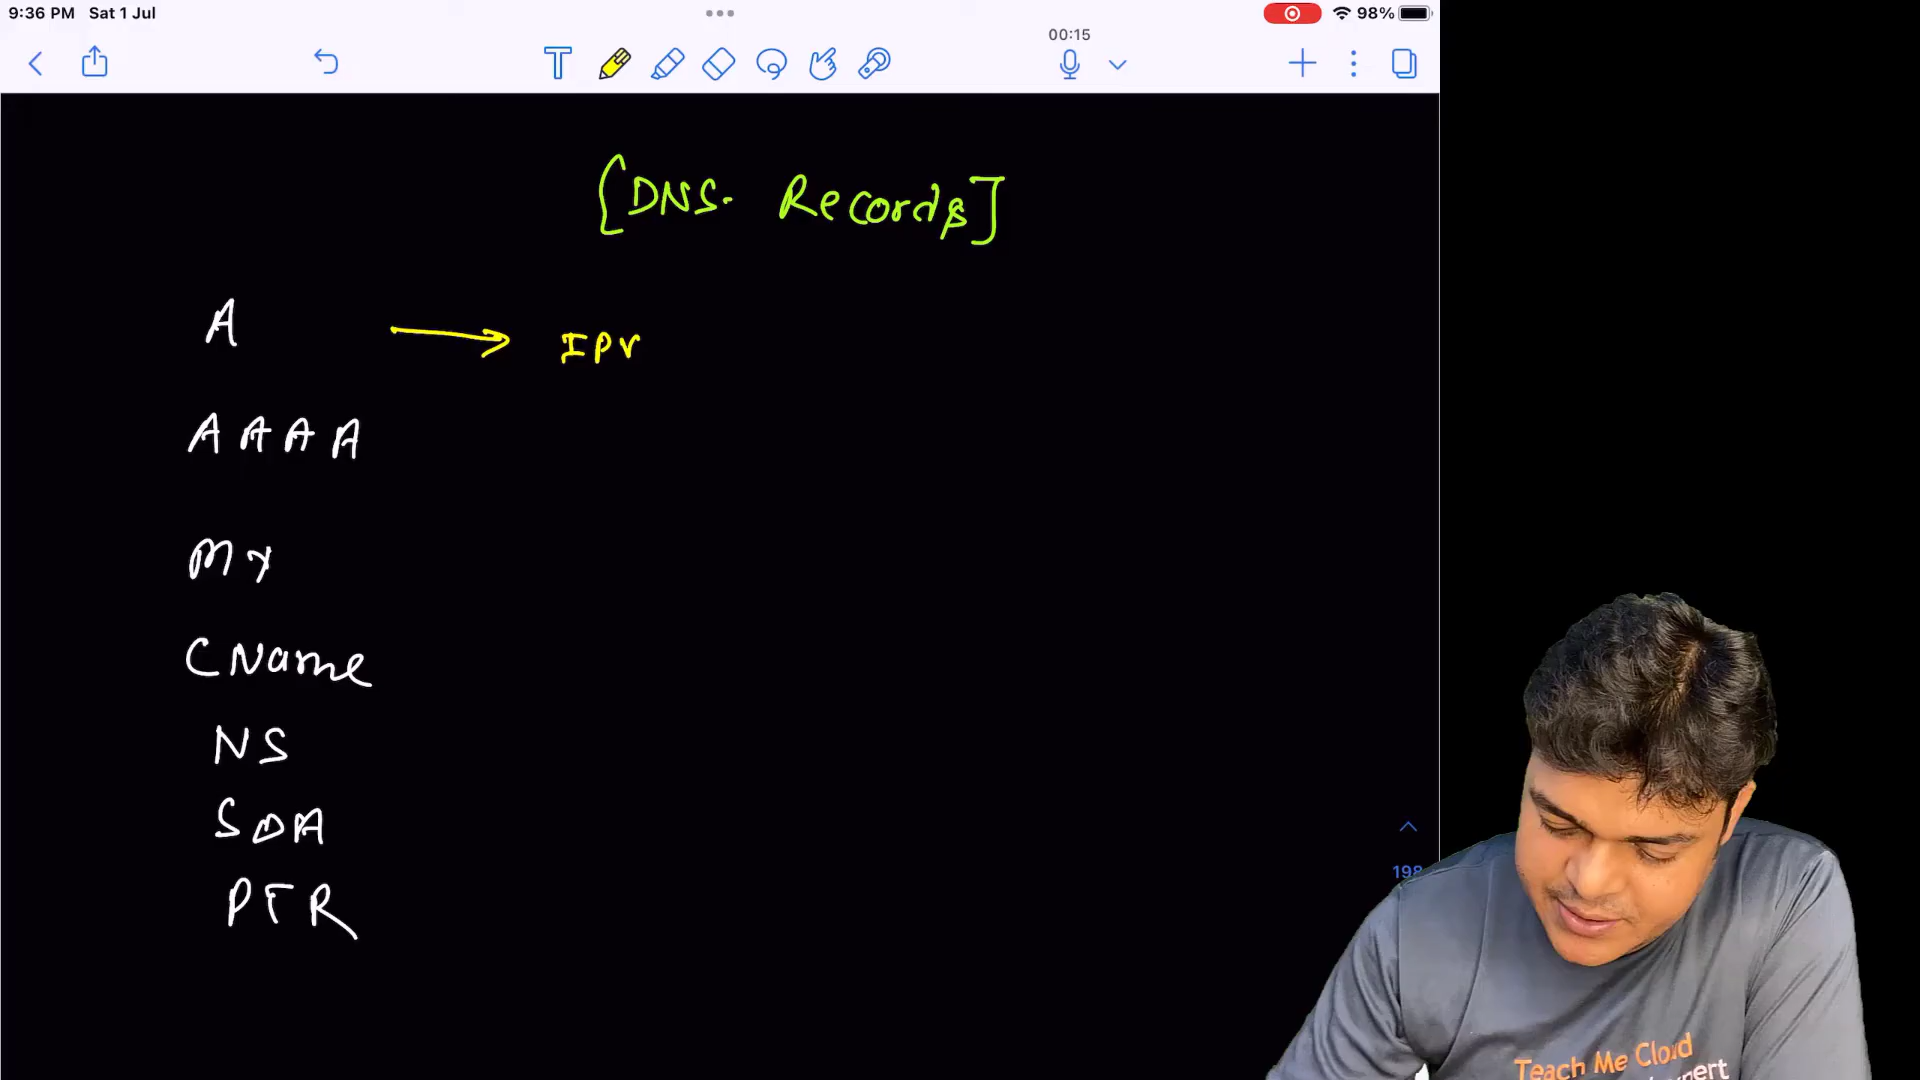 9:36 PM Sat 1 Jul
98%
00:15
T
[DNS. Records]
A → IPV
AAAA
Mx
CName
NS
SOA
PTR
198
Teach Me Cloud